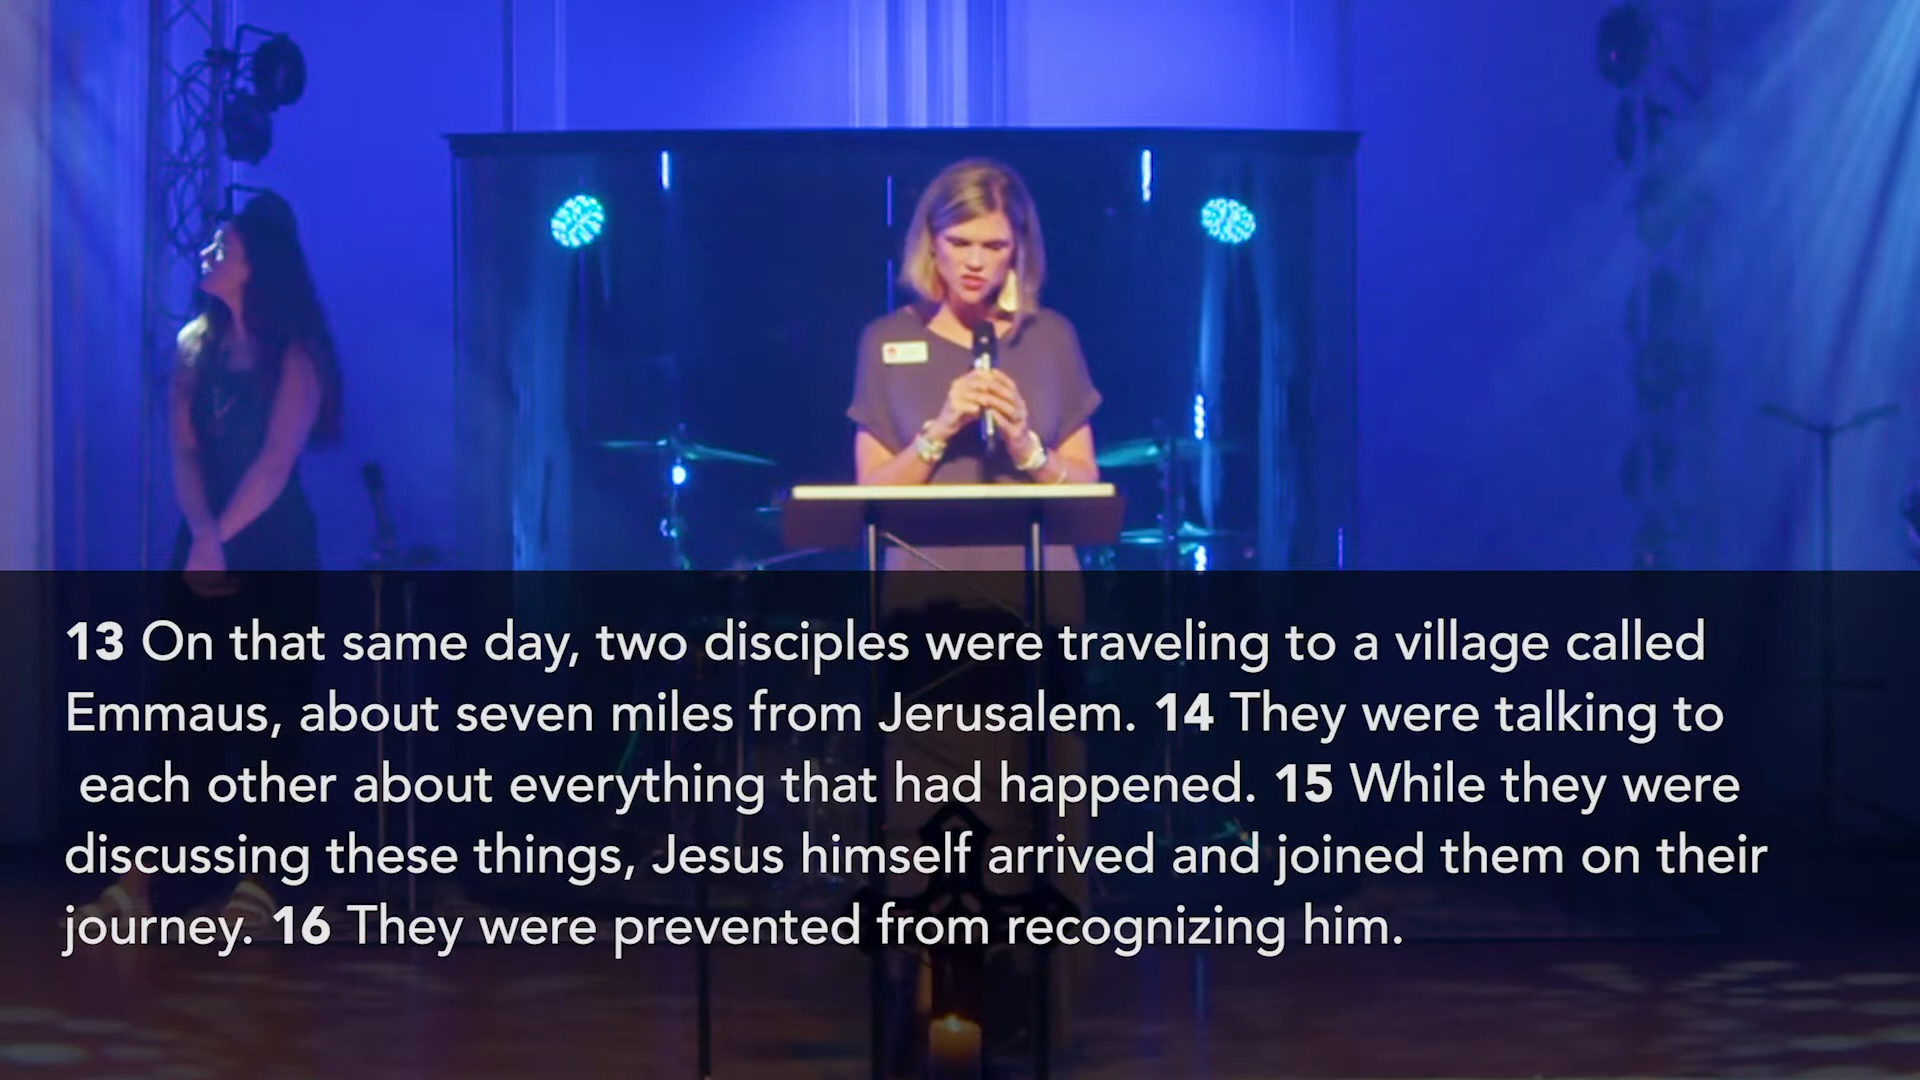 13 On that same day, two disciples were traveling to a village called
Emmaus, about seven miles from Jerusalem. 14 They were talking to
each other about everything that had happened. 15 While they were
discussing these things, Jesus himself arrived and joined them on their
journey. 16 They were prevented from recognizing him.